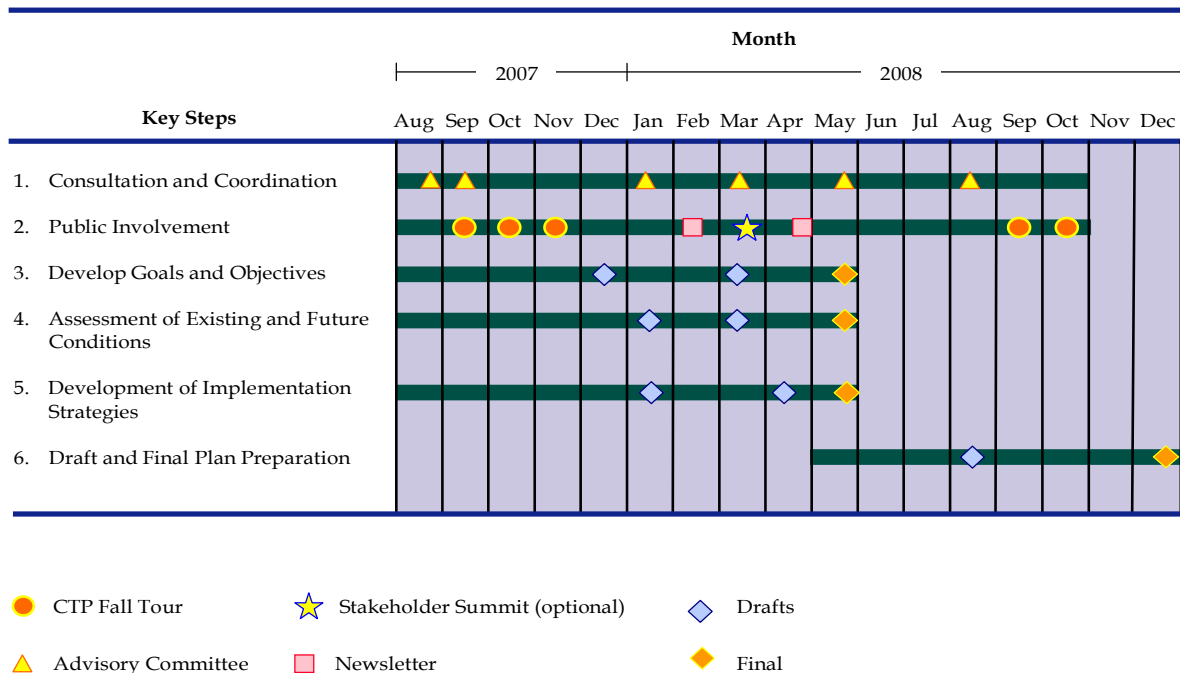 Month
2007 2008
Key Steps Aug Sep Oct Nov Dec Jan Feb Mar Apr May Jun Jul Aug Sep Oct Nov Dec
1. Consultation and Coordination
2. Public Involvement
3. Develop Goals and Objectives
4. Assessment of Existing and Future
Conditions
5. Development of Implementation
Strategies
6. Draft and Final Plan Preparation
CTP Fall Tour Stakeholder Summit (optional) Drafts
Advisory Committee Newsletter Final